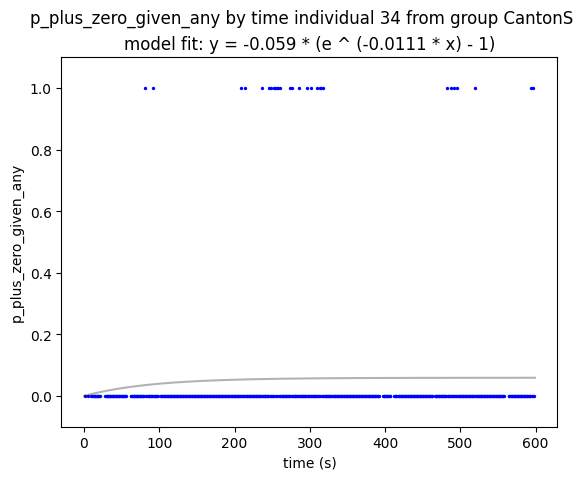 p_plus_zero_given_any by time individual 34 from group CantonS
model fit: y = -0.059 * (e ^ (-0.0111 * x) - 1)
p_plus_zero_given_any
1.0
0.8
0.6
0.4
0.2
0.0
0 100 200 300 400 500 600
time (s)